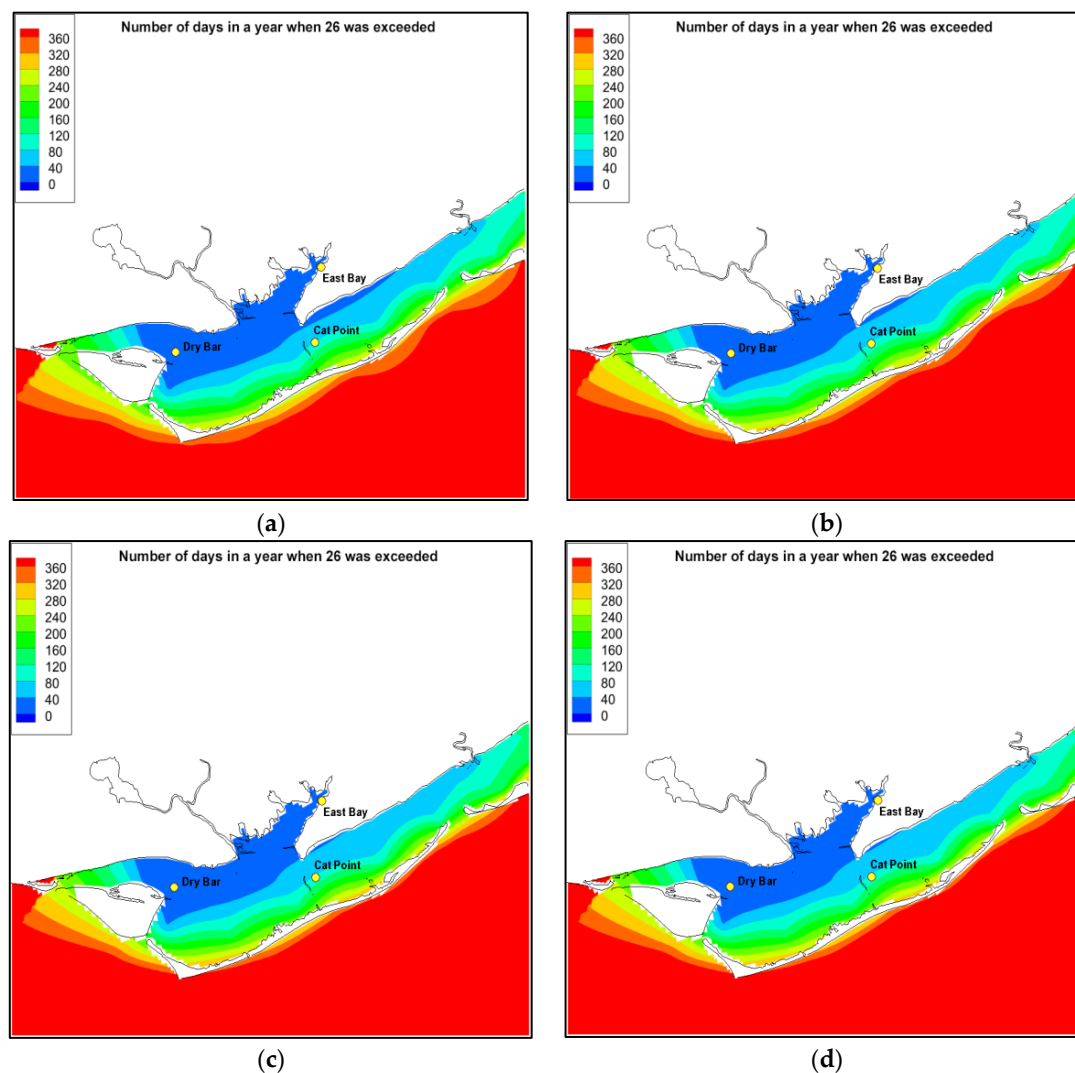 Number of days in a year when 26 was exceeded
360
320
280
240
200
160
120
80
40
0
East Bay
Cat Point
Dry Bar
(a)
Number of days in a year when 26 was exceeded
360
320
280
240
200
160
120
80
40
0
East Bay
Cat Point
Dry Bar
(b)
Number of days in a year when 26 was exceeded
360
320
280
240
200
160
120
80
40
0
East Bay
Cat Point
Dry Bar
(c)
Number of days in a year when 26 was exceeded
360
320
280
240
200
160
120
80
40
0
East Bay
Cat Point
Dry Bar
(d)